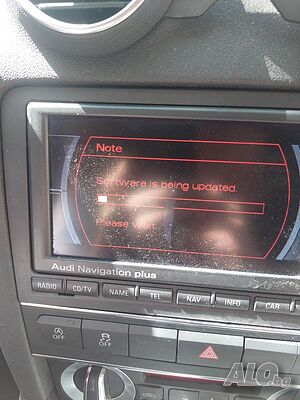 Note
Software is being updated.
Please wait
Audi Navigation plus
RADIO
CD/TV
NAME
TEL
NAV
INFO
CAR
OFF
OFF
ALO.bg